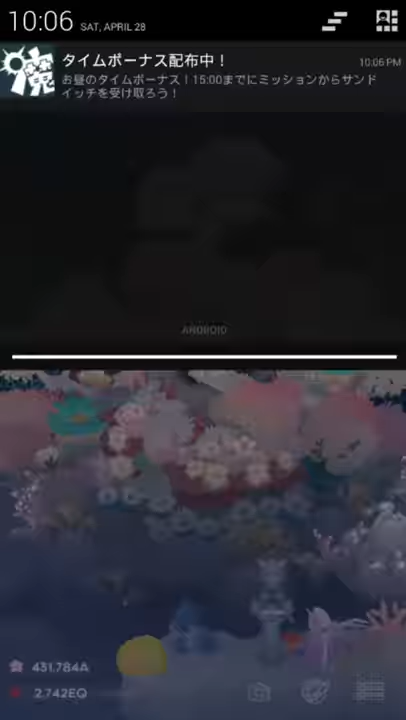 10:06 SAT, APRIL 28
タイムボーナス配布中！
10:06 PM
お昼のタイムボーナス！15:00までにミッションからサンド
イッチを受け取ろう！
ANDROID
431.784A
2.742EQ